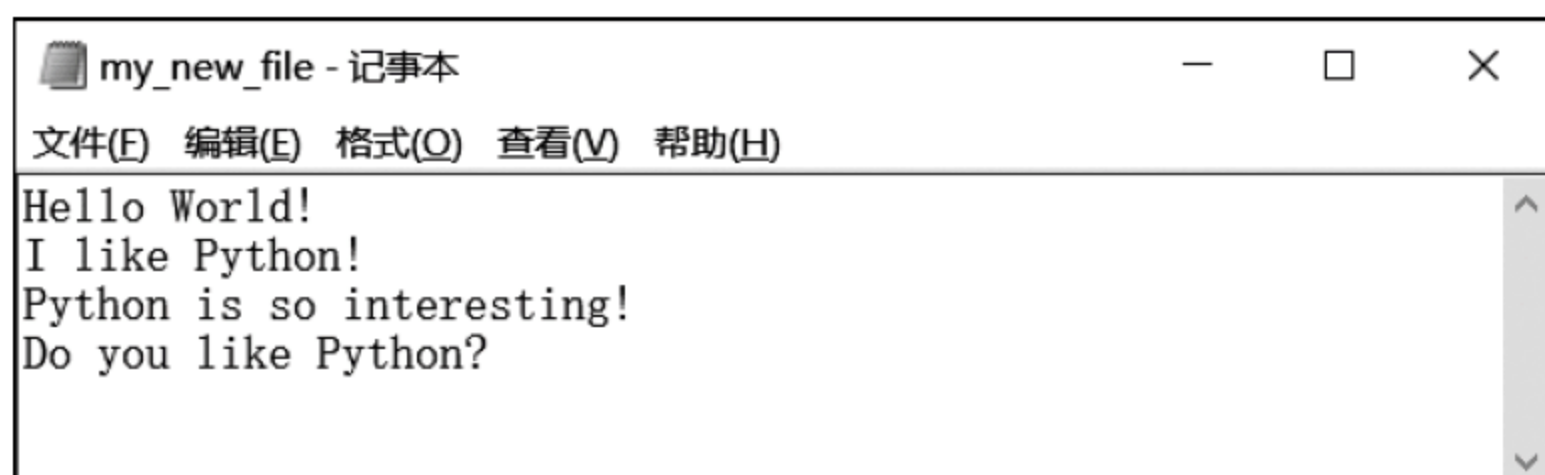 my_new_file - 记事本
文件(F) 编辑(E) 格式(O) 查看(V) 帮助(H)
Hello World!
I like Python!
Python is so interesting!
Do you like Python?